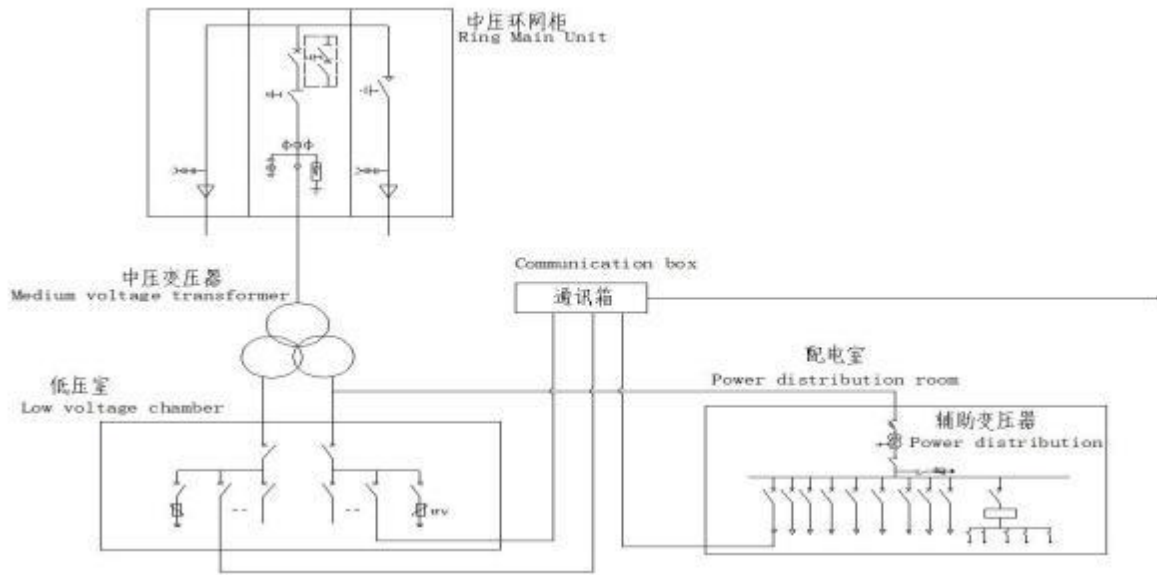 中压环网柜
Ring Main Unit
中压变压器
Medium voltage transformer
Communication box
通讯箱
低压室
Low voltage chamber
配电室
Power distribution room
辅助变压器
Power distribution